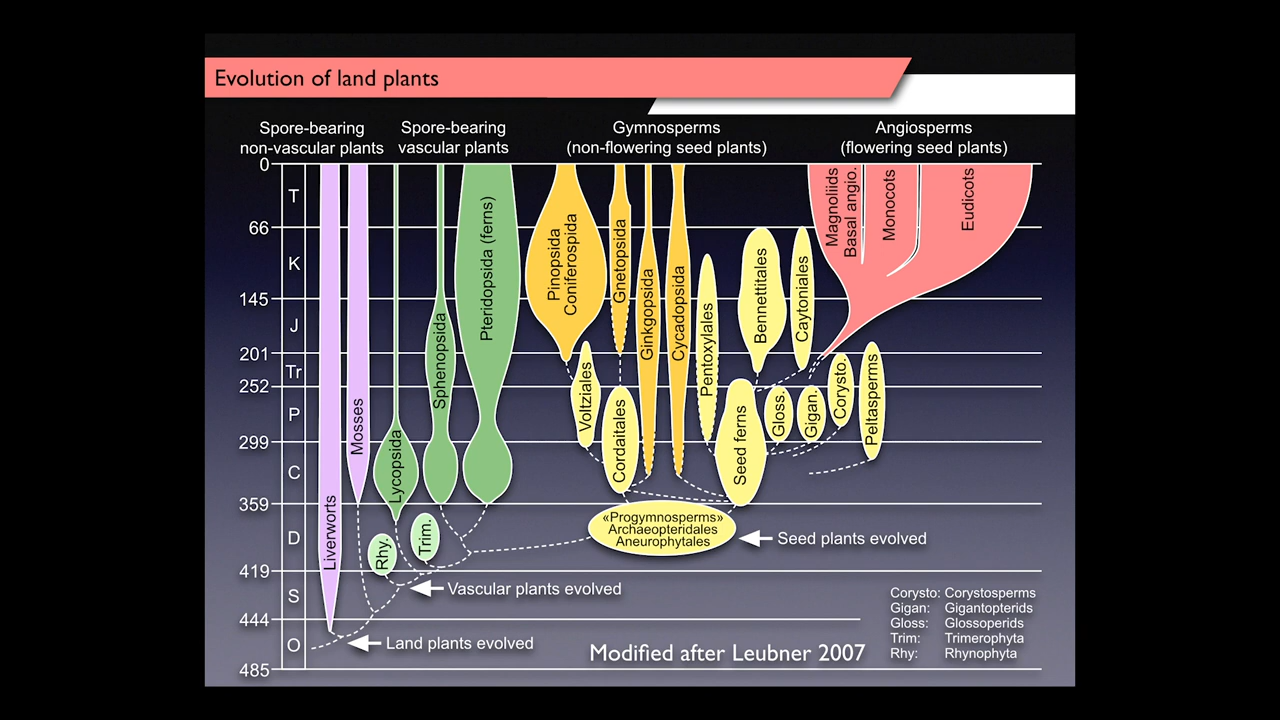 Evolution of land plants
Spore-bearing
non-vascular plants
Spore-bearing
vascular plants
Gymnosperms
(non-flowering seed plants)
Angiosperms
(flowering seed plants)
0
T
66
K
145
J
201
Tr
252
P
299
C
359
D
419
S
444
O
485
Liverworts
Mosses
Lycopsida
Rhy.
Trim.
Sphenopsida
Pteridopsida (ferns)
Pinopsida
Coniferospida
Voltziales
Gnetopsida
Cordaitales
Ginkgopsida
Cycadopsida
Pentoxylales
Seed ferns
Bennettitales
Gloss.
Caytoniales
Gigan.
Corysto.
Peltasperms
Magnoliids
Basal angio.
Monocots
Eudicots
«Progymnosperms»
Archaeopteridales
Aneurophytales
Seed plants evolved
Vascular plants evolved
Land plants evolved
Corysto: Corystosperms
Gigan: Gigantopterids
Gloss: Glossoperids
Trim: Trimerophyta
Rhy: Rhynophyta
Modified after Leubner 2007